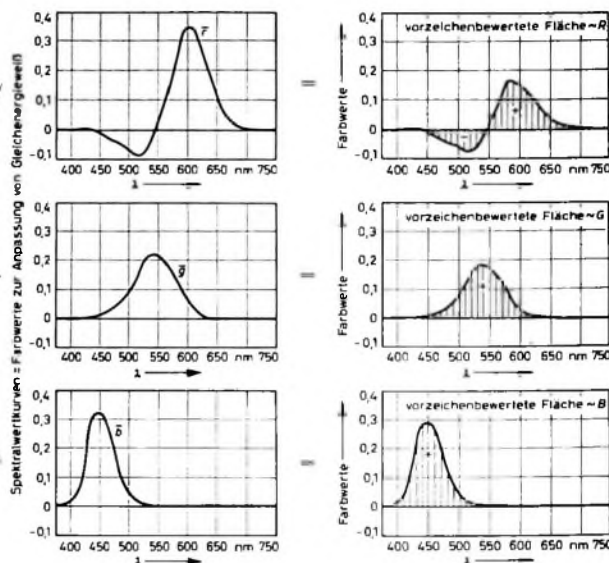 Spektralwertkurven = Farbwerte zur Anpassung von Gleichenergieweiß
0,4
0,3
0,2
0,1
0
-0,1
r̄
400 450 500 550 600 650 nm 750
λ
=
Farbwerte
0,4
0,3
0,2
0,1
0
-0,1
vorzeichenbewertete Fläche ~ R
-
+
400 450 500 550 600 650 nm 750
λ
0,4
0,3
0,2
0,1
0
-0,1
ḡ
400 450 500 550 600 650 nm 750
λ
=
Farbwerte
0,4
0,3
0,2
0,1
0
-0,1
vorzeichenbewertete Fläche ~ G
+
400 450 500 550 600 650 nm 750
λ
0,4
0,3
0,2
0,1
0
-0,1
b̄
400 450 500 550 600 650 nm 750
λ
=
Farbwerte
0,4
0,3
0,2
0,1
0
-0,1
vorzeichenbewertete Fläche ~ B
+
400 450 500 550 600 650 nm 750
λ